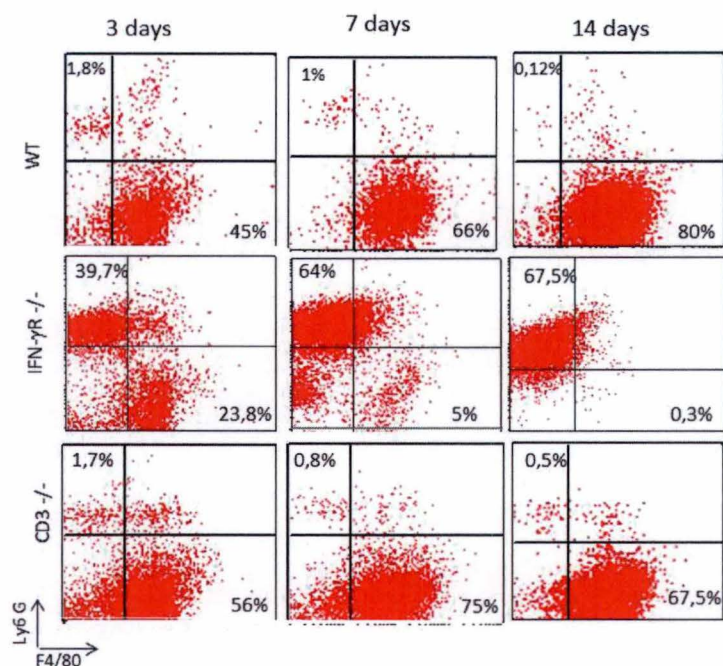 3 days 7 days 14 days
WT
1,8% 1% 0,12%
45% 66% 80%
IFN-γR -/-
39,7% 64% 67,5%
23,8% 5% 0,3%
CD3 -/-
1,7% 0,8% 0,5%
56% 75% 67,5%
Ly6 G
F4/80